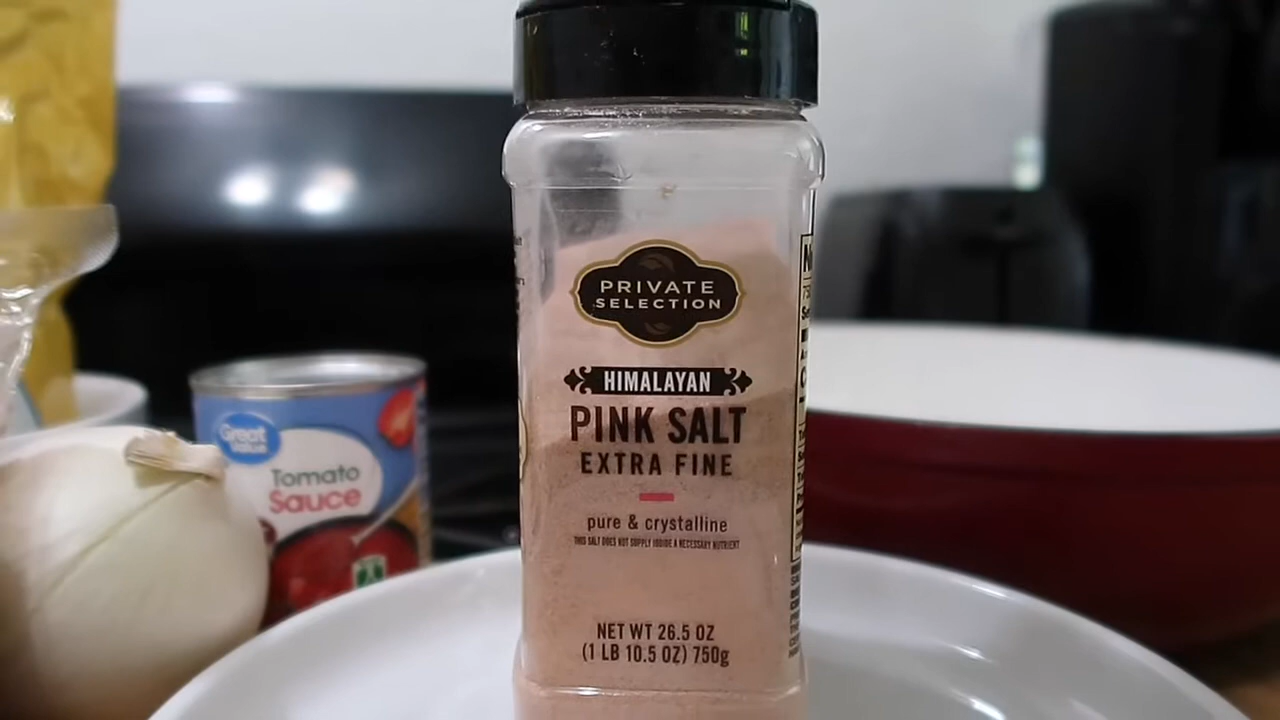 PRIVATE
SELECTION
HIMALAYAN
PINK SALT
EXTRA FINE
pure & crystalline
THIS SALT DOES NOT SUPPLY IODIDE A NECESSARY NUTRIENT
NET WT 26.5 OZ
(1 LB 10.5 OZ) 750g
Great
Value
Tomato
Sauce